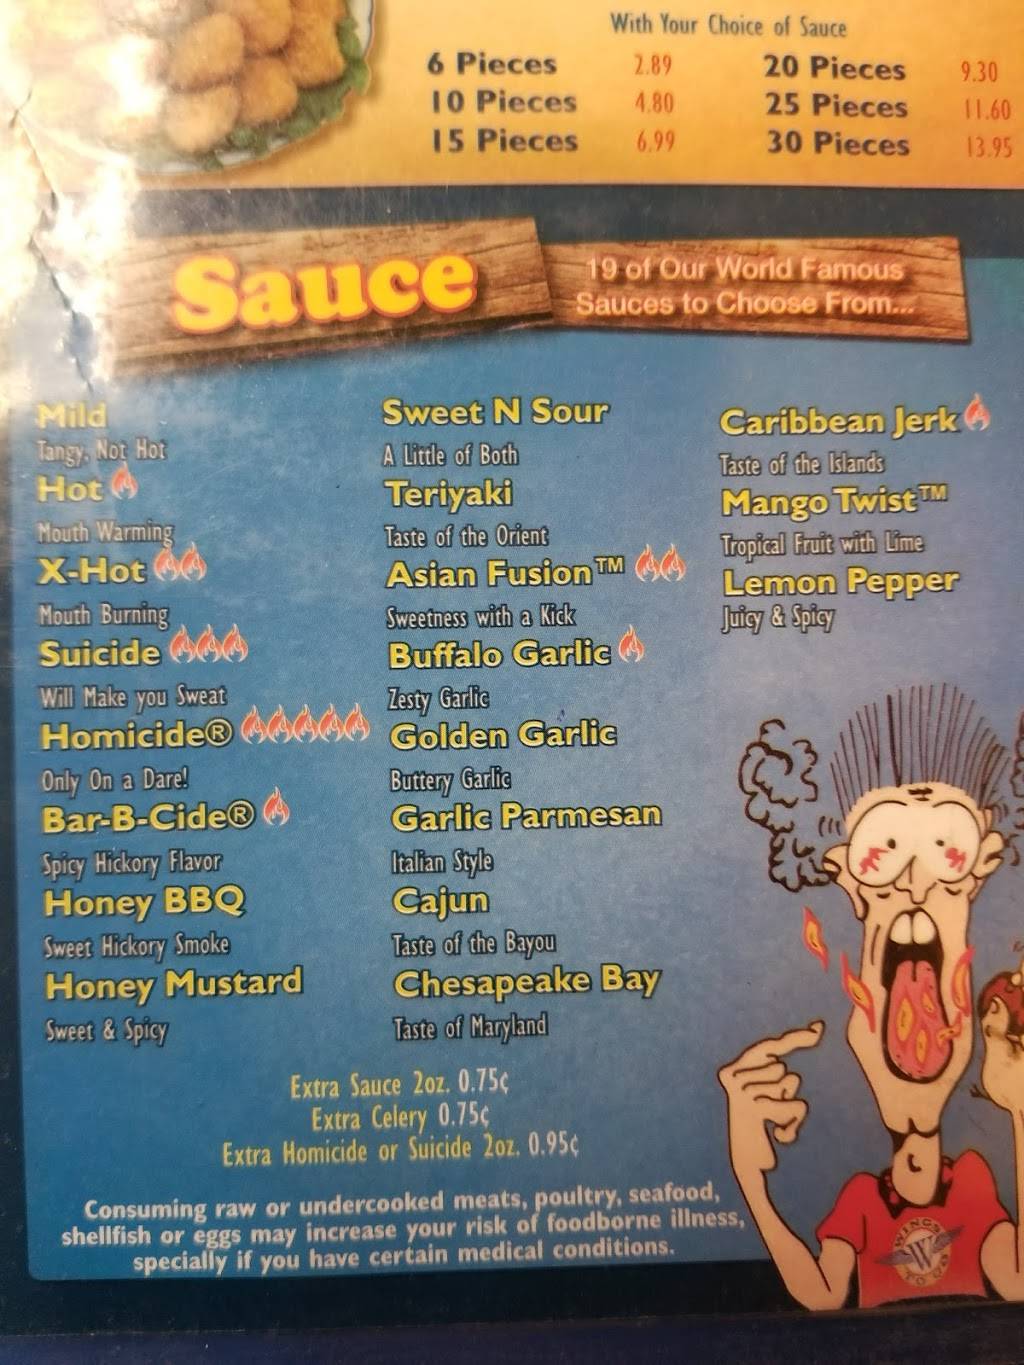 With Your Choice of Sauce
6 Pieces 2.89 20 Pieces 9.30
10 Pieces 4.80 25 Pieces 11.60
15 Pieces 6.99 30 Pieces 13.95
Sauce
19 of Our World Famous
Sauces to Choose From...
Mild
Tangy, Not Hot
Hot
Mouth Warming
X-Hot
Mouth Burning
Suicide
Will Make you Sweat
Homicide®
Only On a Dare!
Bar-B-Cide®
Spicy Hickory Flavor
Honey BBQ
Sweet Hickory Smoke
Honey Mustard
Sweet & Spicy
Sweet N Sour
A Little of Both
Teriyaki
Taste of the Orient
Asian Fusion™
Sweetness with a Kick
Buffalo Garlic
Zesty Garlic
Golden Garlic
Buttery Garlic
Garlic Parmesan
Italian Style
Cajun
Taste of the Bayou
Chesapeake Bay
Taste of Maryland
Caribbean Jerk
Taste of the Islands
Mango Twist™
Tropical Fruit with Lime
Lemon Pepper
Juicy & Spicy
Extra Sauce 2oz. 0.75¢
Extra Celery 0.75¢
Extra Homicide or Suicide 2oz. 0.95¢
Consuming raw or undercooked meats, poultry, seafood,
shellfish or eggs may increase your risk of foodborne illness,
specially if you have certain medical conditions.
WINGS
W
TO GO